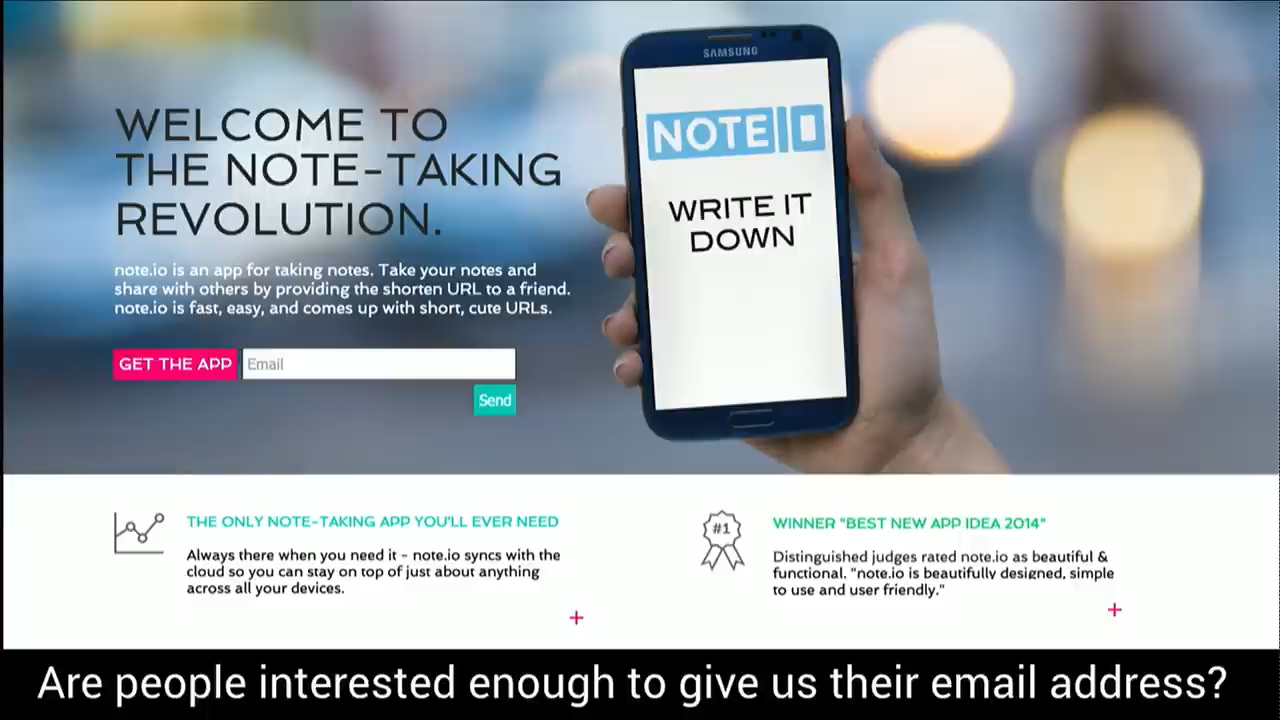 WELCOME TO
THE NOTE-TAKING
REVOLUTION.
note.io is an app for taking notes. Take your notes and
share with others by providing the shorten URL to a friend.
note.io is fast, easy, and comes up with short, cute URLs.
GET THE APP
Email
Send
SAMSUNG
NOTEIO
WRITE IT
DOWN
THE ONLY NOTE-TAKING APP YOU'LL EVER NEED
Always there when you need it - note.io syncs with the
cloud so you can stay on top of just about anything
across all your devices.
+
#1
WINNER "BEST NEW APP IDEA 2014"
Distinguished judges rated note.io as beautiful &
functional. "note.io is beautifully designed, simple
to use and user friendly."
+
Are people interested enough to give us their email address?